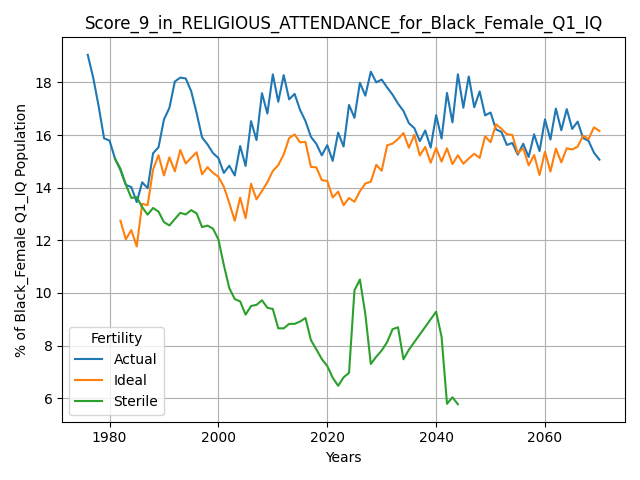 Score_9_in_RELIGIOUS_ATTENDANCE_for_Black_Female_Q1_IQ
% of Black_Female Q1_IQ Population
18
16
14
12
10
8
6
Fertility
Actual
Ideal
Sterile
1980
2000
2020
2040
2060
Years